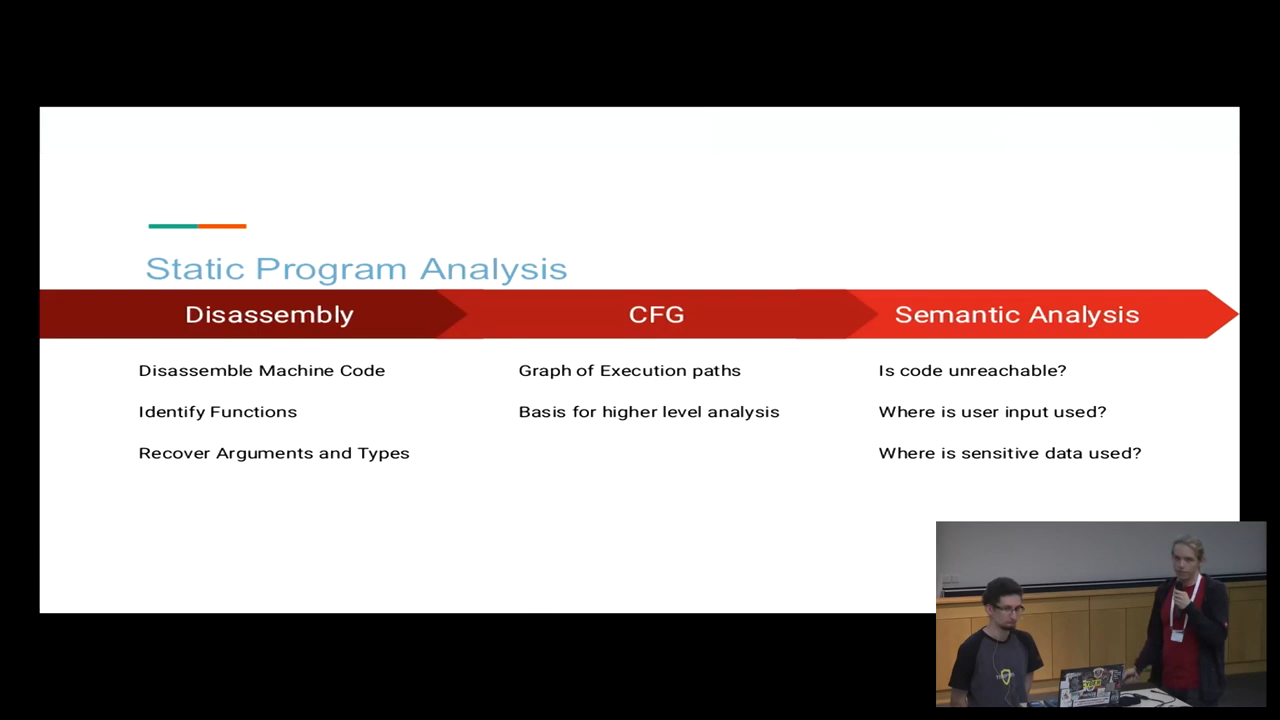 Static Program Analysis
Disassembly
CFG
Semantic Analysis
Disassemble Machine Code
Identify Functions
Recover Arguments and Types
Graph of Execution paths
Basis for higher level analysis
Is code unreachable?
Where is user input used?
Where is sensitive data used?